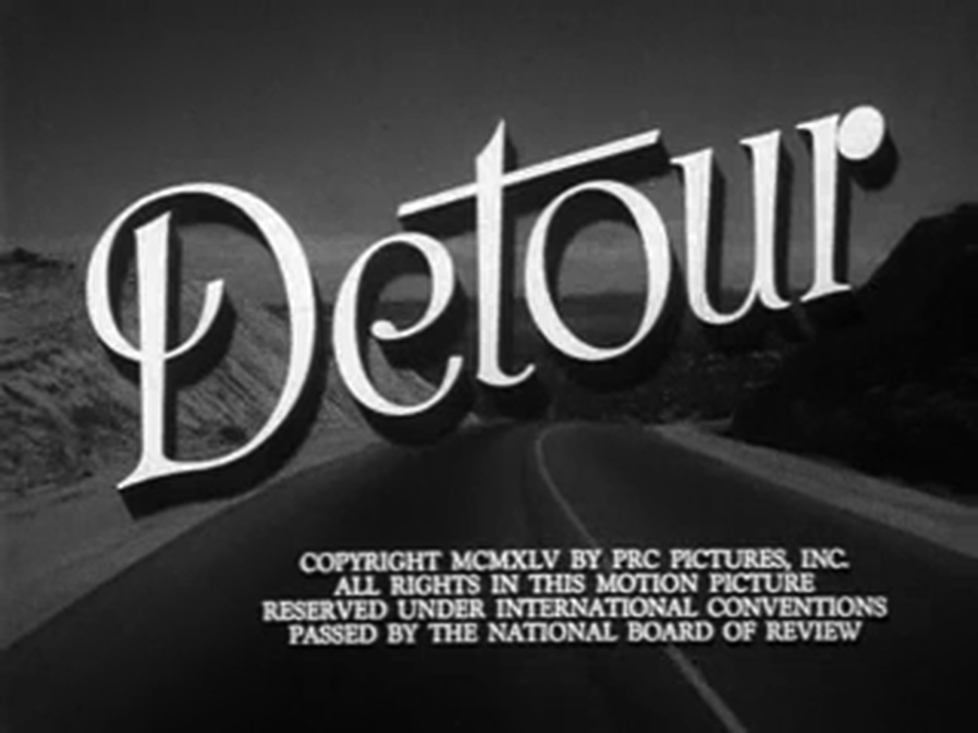 Detour
COPYRIGHT MCMXLV BY PRC PICTURES, INC.
ALL RIGHTS IN THIS MOTION PICTURE
RESERVED UNDER INTERNATIONAL CONVENTIONS
PASSED BY THE NATIONAL BOARD OF REVIEW